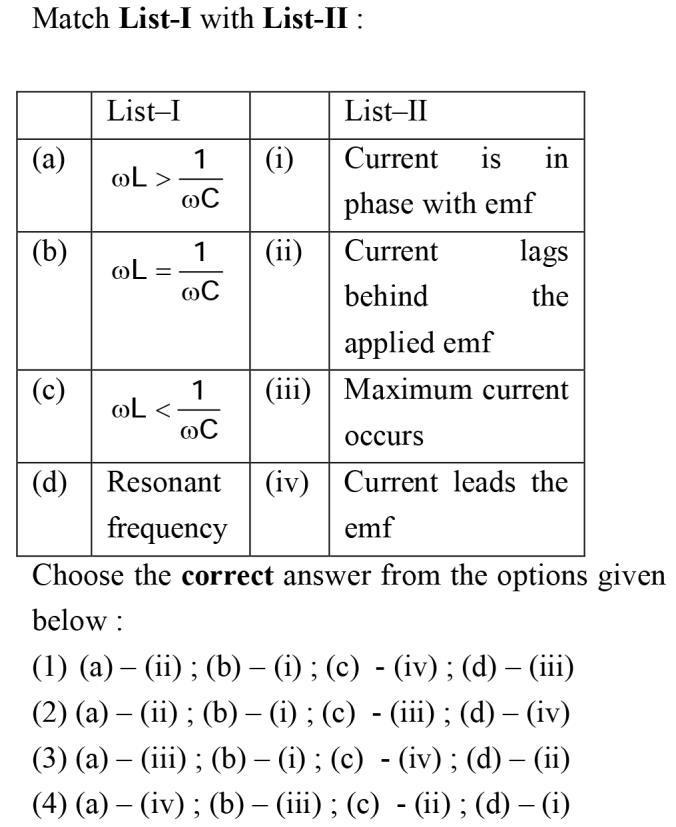 Match List-I with List-II :
List–I List–II
(a) ωL > 1/ωC (i) Current is in
phase with emf
(b) ωL = 1/ωC (ii) Current lags
behind the
applied emf
(c) ωL < 1/ωC (iii) Maximum current
occurs
(d) Resonant (iv) Current leads the
frequency emf
Choose the correct answer from the options given
below :
(1) (a) – (ii) ; (b) – (i) ; (c) - (iv) ; (d) – (iii)
(2) (a) – (ii) ; (b) – (i) ; (c) - (iii) ; (d) – (iv)
(3) (a) – (iii) ; (b) – (i) ; (c) - (iv) ; (d) – (ii)
(4) (a) – (iv) ; (b) – (iii) ; (c) - (ii) ; (d) – (i)